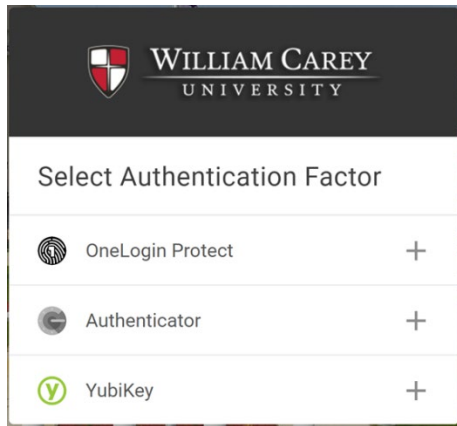 WILLIAM CAREY
UNIVERSITY
Select Authentication Factor
OneLogin Protect
Authenticator
YubiKey